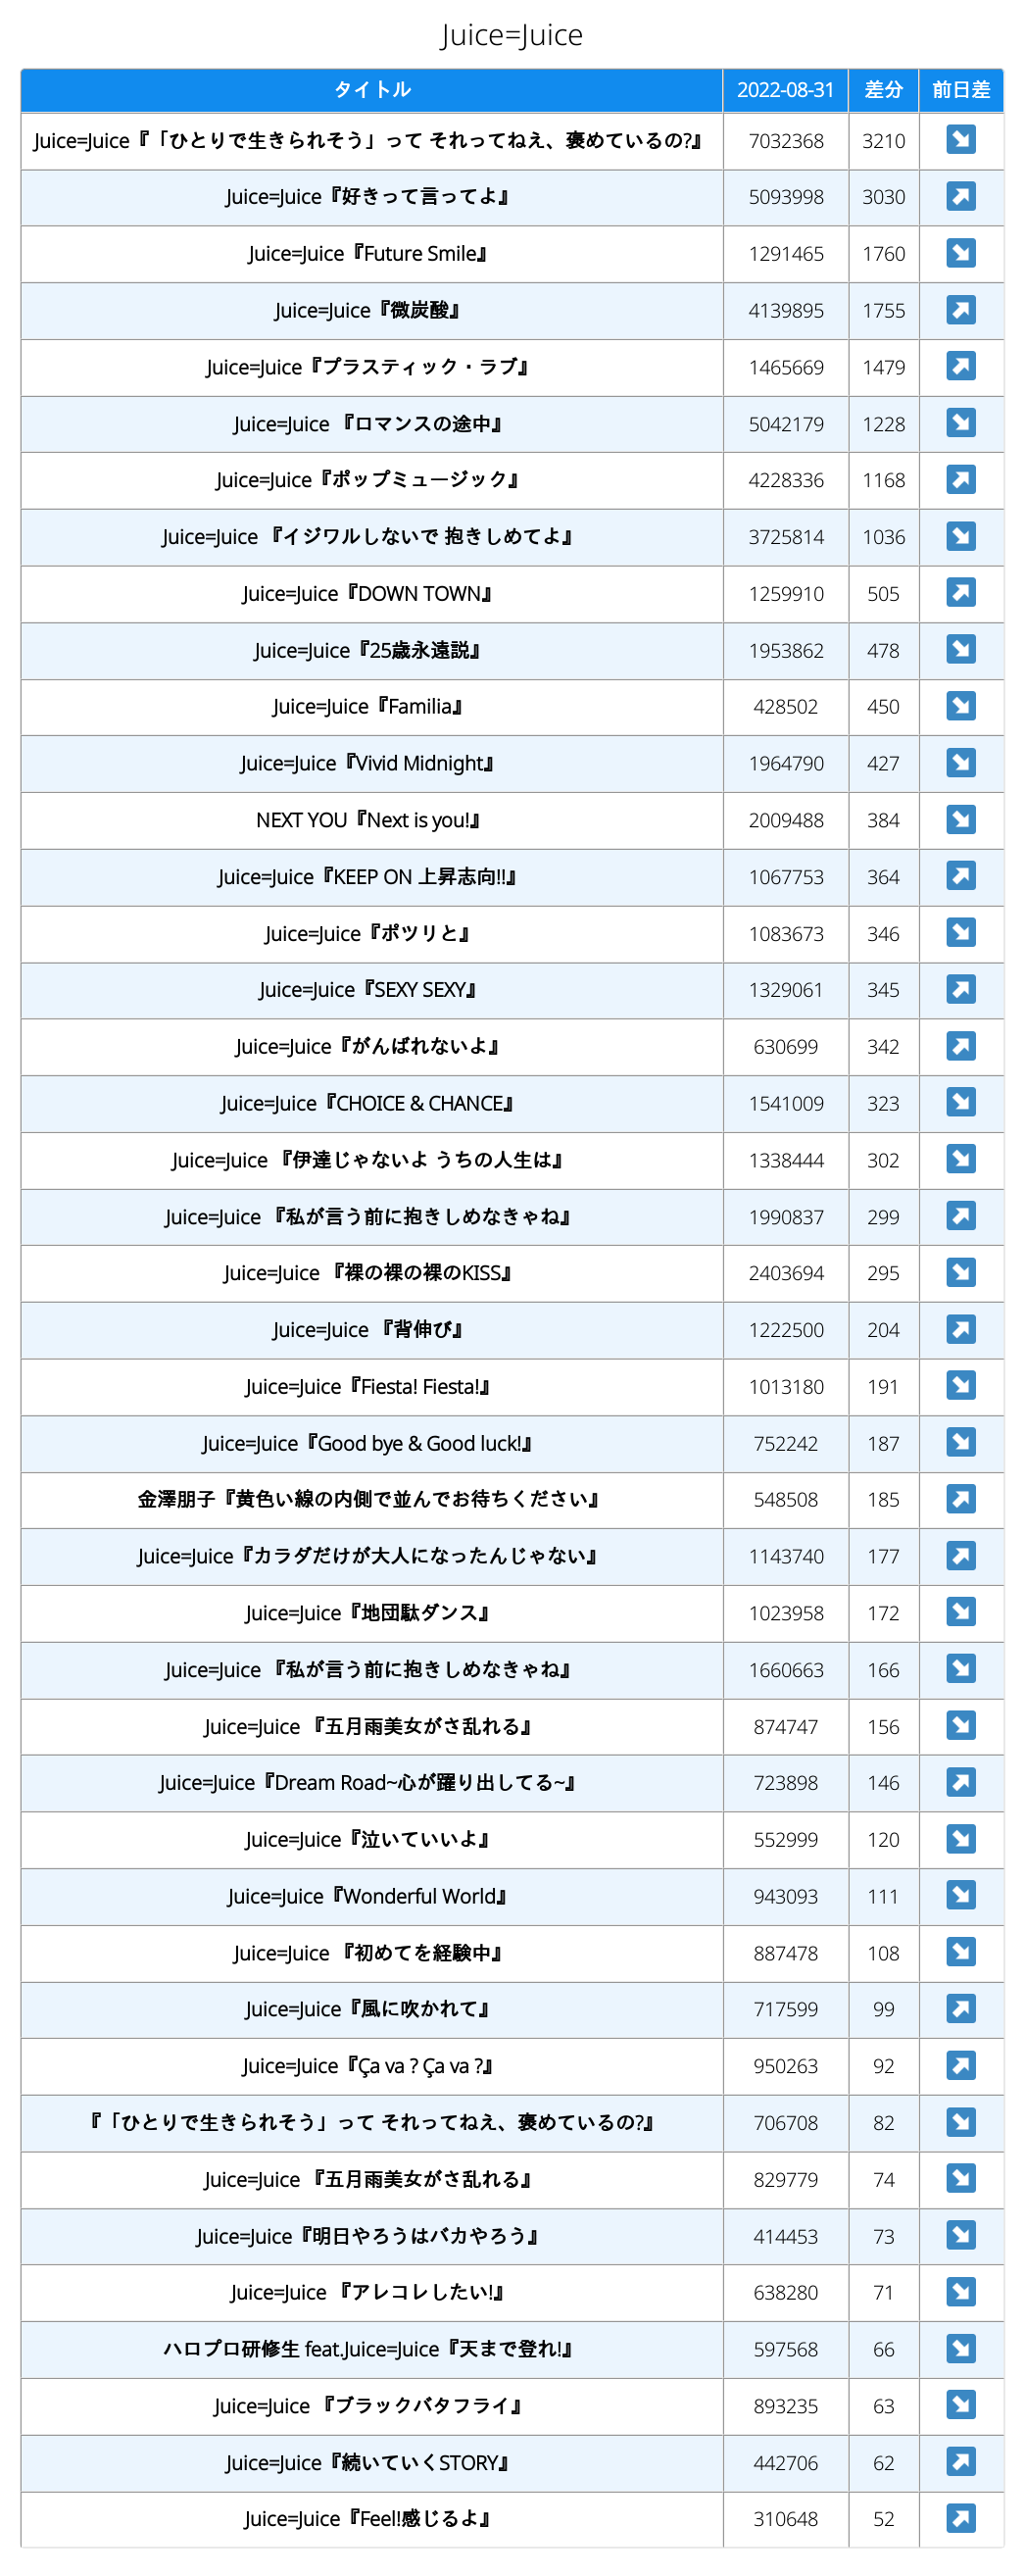 Juice=Juice
タイトル 2022-08-31 差分 前日差
Juice=Juice『「ひとりで生きられそう」って それってねえ、褒めているの?』 7032368 3210 ↘
Juice=Juice『好きって言ってよ』 5093998 3030 ↗
Juice=Juice『Future Smile』 1291465 1760 ↘
Juice=Juice『微炭酸』 4139895 1755 ↗
Juice=Juice『プラスティック・ラブ』 1465669 1479 ↗
Juice=Juice 『ロマンスの途中』 5042179 1228 ↘
Juice=Juice『ポップミュージック』 4228336 1168 ↗
Juice=Juice 『イジワルしないで 抱きしめてよ』 3725814 1036 ↘
Juice=Juice『DOWN TOWN』 1259910 505 ↗
Juice=Juice『25歳永遠説』 1953862 478 ↘
Juice=Juice『Familia』 428502 450 ↘
Juice=Juice『Vivid Midnight』 1964790 427 ↘
NEXT YOU『Next is you!』 2009488 384 ↘
Juice=Juice『KEEP ON 上昇志向!!』 1067753 364 ↗
Juice=Juice『ポツリと』 1083673 346 ↘
Juice=Juice『SEXY SEXY』 1329061 345 ↗
Juice=Juice『がんばれないよ』 630699 342 ↗
Juice=Juice『CHOICE & CHANCE』 1541009 323 ↘
Juice=Juice 『伊達じゃないよ うちの人生は』 1338444 302 ↘
Juice=Juice 『私が言う前に抱きしめなきゃね』 1990837 299 ↗
Juice=Juice 『裸の裸の裸のKISS』 2403694 295 ↘
Juice=Juice 『背伸び』 1222500 204 ↗
Juice=Juice『Fiesta! Fiesta!』 1013180 191 ↘
Juice=Juice『Good bye & Good luck!』 752242 187 ↘
金澤朋子『黄色い線の内側で並んでお待ちください』 548508 185 ↗
Juice=Juice『カラダだけが大人になったんじゃない』 1143740 177 ↗
Juice=Juice『地団駄ダンス』 1023958 172 ↘
Juice=Juice 『私が言う前に抱きしめなきゃね』 1660663 166 ↘
Juice=Juice 『五月雨美女がさ乱れる』 874747 156 ↘
Juice=Juice『Dream Road~心が躍り出してる~』 723898 146 ↗
Juice=Juice『泣いていいよ』 552999 120 ↘
Juice=Juice『Wonderful World』 943093 111 ↘
Juice=Juice 『初めてを経験中』 887478 108 ↘
Juice=Juice『風に吹かれて』 717599 99 ↗
Juice=Juice『Ça va ? Ça va ?』 950263 92 ↗
『「ひとりで生きられそう」って それってねえ、褒めているの?』 706708 82 ↘
Juice=Juice 『五月雨美女がさ乱れる』 829779 74 ↘
Juice=Juice『明日やろうはバカやろう』 414453 73 ↘
Juice=Juice 『アレコレしたい!』 638280 71 ↘
ハロプロ研修生 feat.Juice=Juice『天まで登れ!』 597568 66 ↘
Juice=Juice 『ブラックバタフライ』 893235 63 ↘
Juice=Juice『続いていくSTORY』 442706 62 ↗
Juice=Juice『Feel!感じるよ』 310648 52 ↗